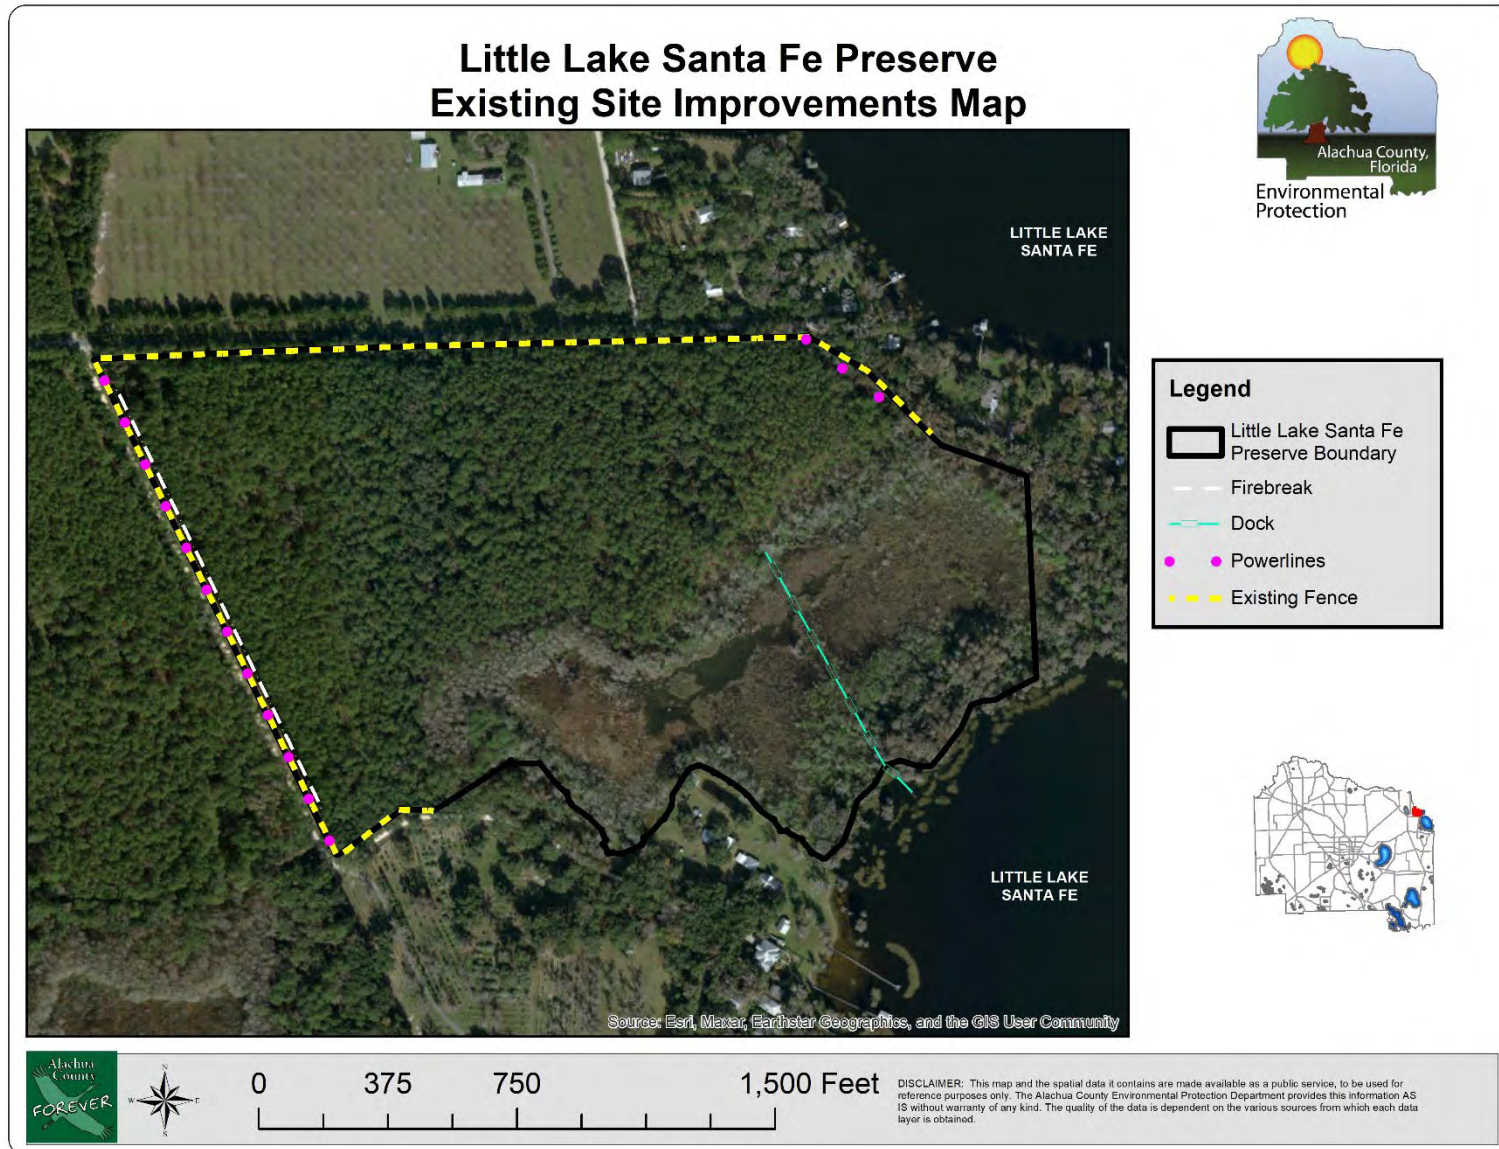 Little Lake Santa Fe Preserve
Existing Site Improvements Map
Alachua County,
Florida
Environmental
Protection
LITTLE LAKE
SANTA FE
Legend
Little Lake Santa Fe
Preserve Boundary
Firebreak
Dock
Powerlines
Existing Fence
LITTLE LAKE
SANTA FE
Source: Esri, Maxar, Earthstar Geographics, and the GIS User Community
Alachua
County
FOREVER
N
W E
S
0 375 750 1,500 Feet
DISCLAIMER: This map and the spatial data it contains are made available as a public service, to be used for
reference purposes only. The Alachua County Environmental Protection Department provides this information AS
IS without warranty of any kind. The quality of the data is dependent on the various sources from which each data
layer is obtained.